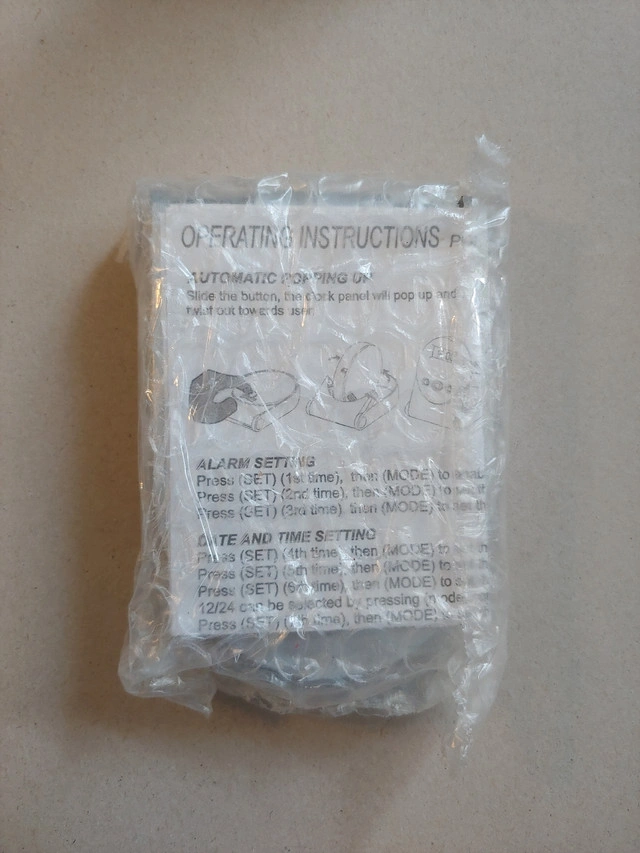 OPERATING INSTRUCTIONS
AUTOMATIC POPPING UP
Slide the button, the clock panel will pop up and
twist out towards user
ALARM SETTING
Press (SET) (1st time), then (MODE) to
Press (SET) (2nd time), then (MODE) to
Press (SET) (3rd time), then (MODE) to set th
DATE AND TIME SETTING
Press (SET) (4th time), then (MODE) to
Press (SET) (5th time), then (MODE) to
Press (SET) (6th time), then (MODE) to
12/24 can be selected by pressing (mode
Press (SET) time), then (MODE)